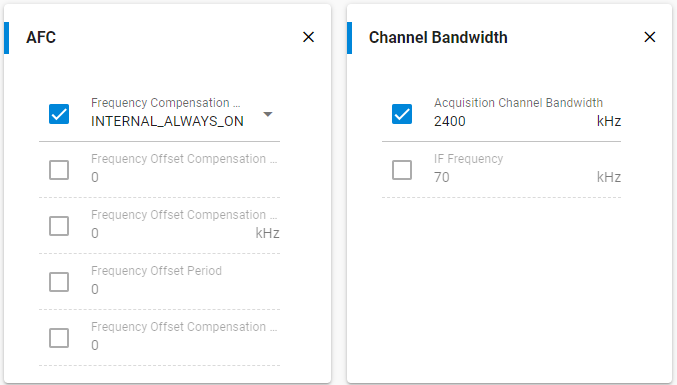 AFC
Frequency Compensation ...
INTERNAL_ALWAYS_ON
Frequency Offset Compensation ...
0
Frequency Offset Compensation ...
0 kHz
Frequency Offset Period
0
Frequency Offset Compensation ...
0
Channel Bandwidth
Acquisition Channel Bandwidth
2400 kHz
IF Frequency
70 kHz